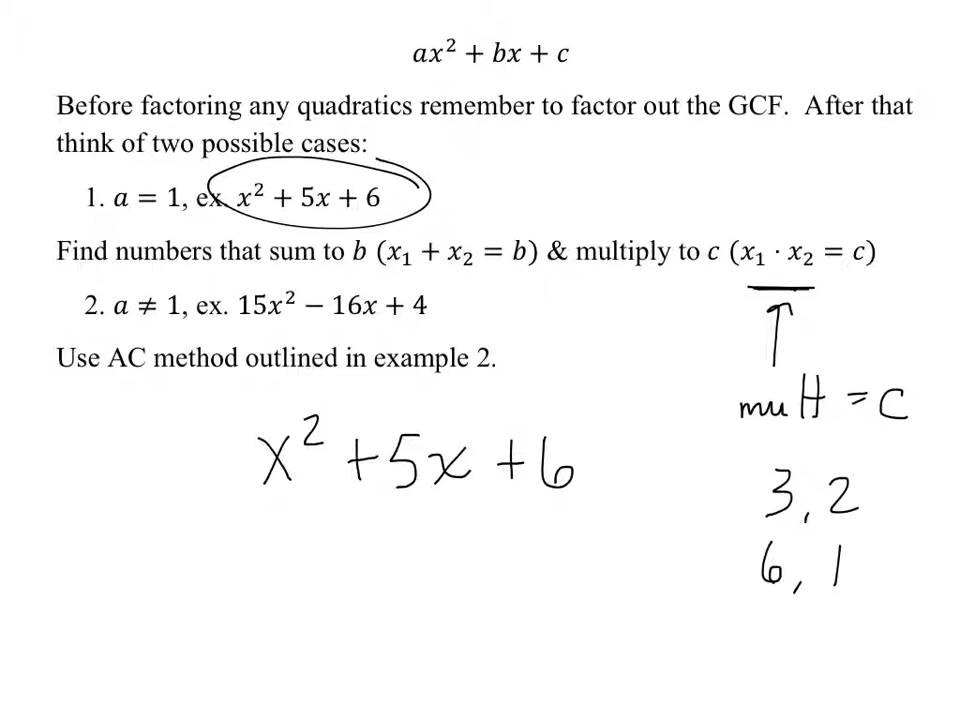 ax² + bx + c
Before factoring any quadratics remember to factor out the GCF. After that
think of two possible cases:
1. a = 1, ex. x² + 5x + 6
Find numbers that sum to b (x₁ + x₂ = b) & multiply to c (x₁ · x₂ = c)
2. a ≠ 1, ex. 15x² − 16x + 4
Use AC method outlined in example 2.
mult = C
x² + 5x + 6
3, 2
6, 1